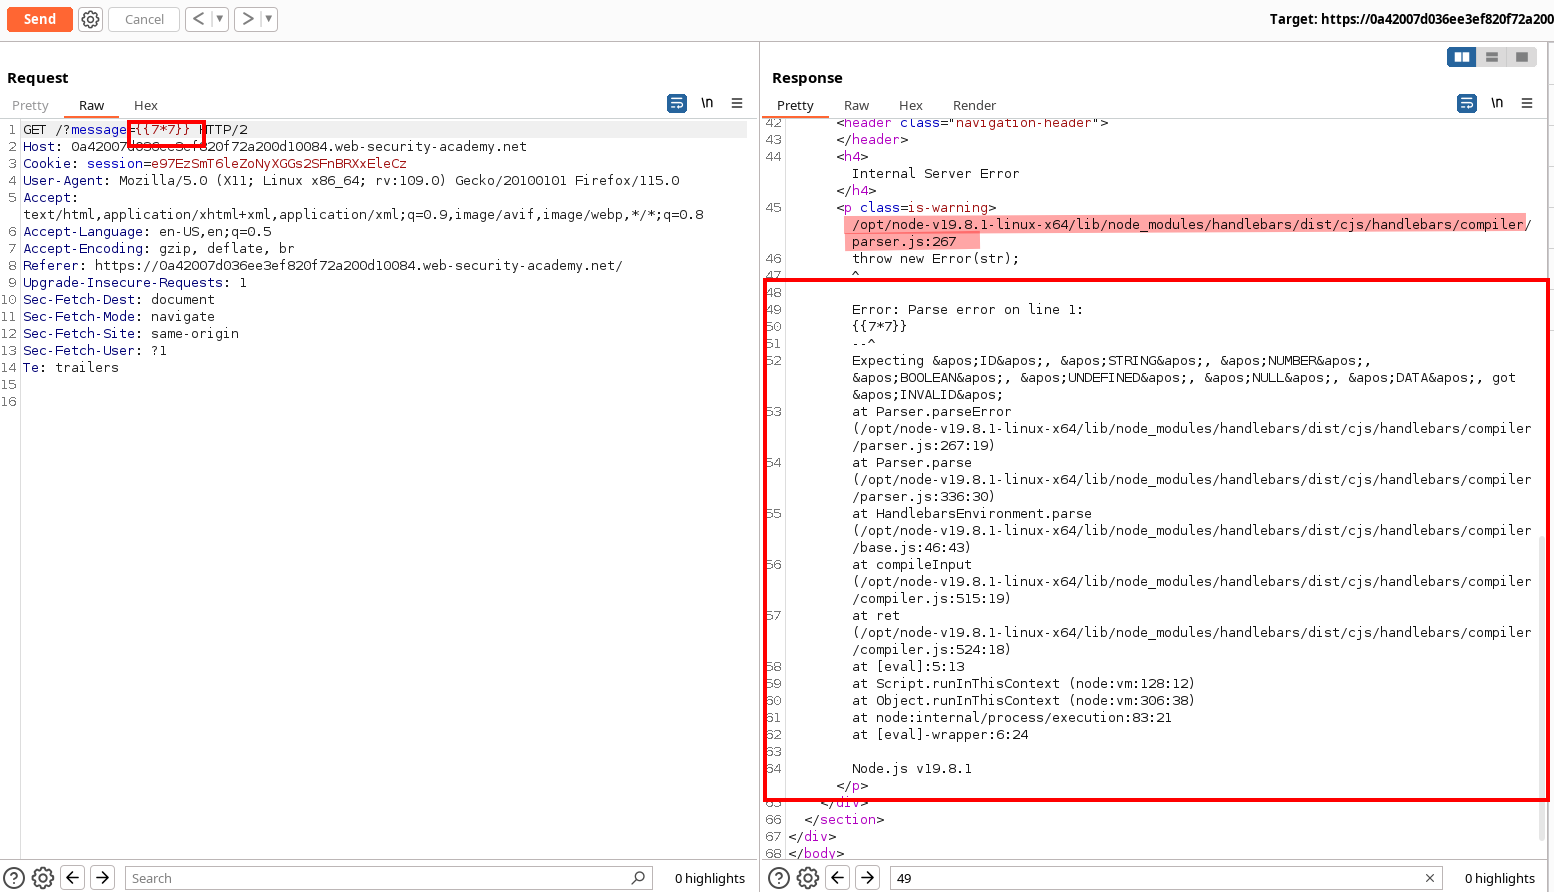 Send
Cancel
< ▼
> ▼
Target: https://0a42007d036ee3ef820f72a200
Request
Pretty Raw Hex
\n
1 GET /?message={{7*7}} HTTP/2
2 Host: 0a42007d036ee3ef820f72a200d10084.web-security-academy.net
3 Cookie: session=e97EzSmT6leZoNyXGGs2SFnBRXxEleCz
4 User-Agent: Mozilla/5.0 (X11; Linux x86_64; rv:109.0) Gecko/20100101 Firefox/115.0
5 Accept:
text/html,application/xhtml+xml,application/xml;q=0.9,image/avif,image/webp,*/*;q=0.8
6 Accept-Language: en-US,en;q=0.5
7 Accept-Encoding: gzip, deflate, br
8 Referer: https://0a42007d036ee3ef820f72a200d10084.web-security-academy.net/
9 Upgrade-Insecure-Requests: 1
10 Sec-Fetch-Dest: document
11 Sec-Fetch-Mode: navigate
12 Sec-Fetch-Site: same-origin
13 Sec-Fetch-User: ?1
14 Te: trailers
15
16
Search
0 highlights
Response
Pretty Raw Hex Render
\n
42 <header class="navigation-header">
43 </header>
44 <h4>
Internal Server Error
</h4>
45 <p class=is-warning>
/opt/node-v19.8.1-linux-x64/lib/node_modules/handlebars/dist/cjs/handlebars/compiler/
parser.js:267
46 throw new Error(str);
47 ^
48
49 Error: Parse error on line 1:
50 {{7*7}}
51 --^
52 Expecting &apos;ID&apos;, &apos;STRING&apos;, &apos;NUMBER&apos;,
&apos;BOOLEAN&apos;, &apos;UNDEFINED&apos;, &apos;NULL&apos;, &apos;DATA&apos;, got
&apos;INVALID&apos;
53 at Parser.parseError
(/opt/node-v19.8.1-linux-x64/lib/node_modules/handlebars/dist/cjs/handlebars/compiler
/parser.js:267:19)
54 at Parser.parse
(/opt/node-v19.8.1-linux-x64/lib/node_modules/handlebars/dist/cjs/handlebars/compiler
/parser.js:336:30)
55 at HandlebarsEnvironment.parse
(/opt/node-v19.8.1-linux-x64/lib/node_modules/handlebars/dist/cjs/handlebars/compiler
/base.js:46:43)
56 at compileInput
(/opt/node-v19.8.1-linux-x64/lib/node_modules/handlebars/dist/cjs/handlebars/compiler
/compiler.js:515:19)
57 at ret
(/opt/node-v19.8.1-linux-x64/lib/node_modules/handlebars/dist/cjs/handlebars/compiler
/compiler.js:524:18)
58 at [eval]:5:13
59 at Script.runInThisContext (node:vm:128:12)
60 at Object.runInThisContext (node:vm:306:38)
61 at node:internal/process/execution:83:21
62 at [eval]-wrapper:6:24
63
64 Node.js v19.8.1
</p>
65 </div>
66 </section>
67 </div>
68 </body>
49
0 highlights